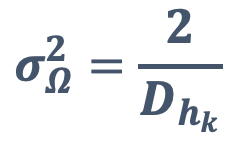 σ²_Ω = 2 / D_{h_k}